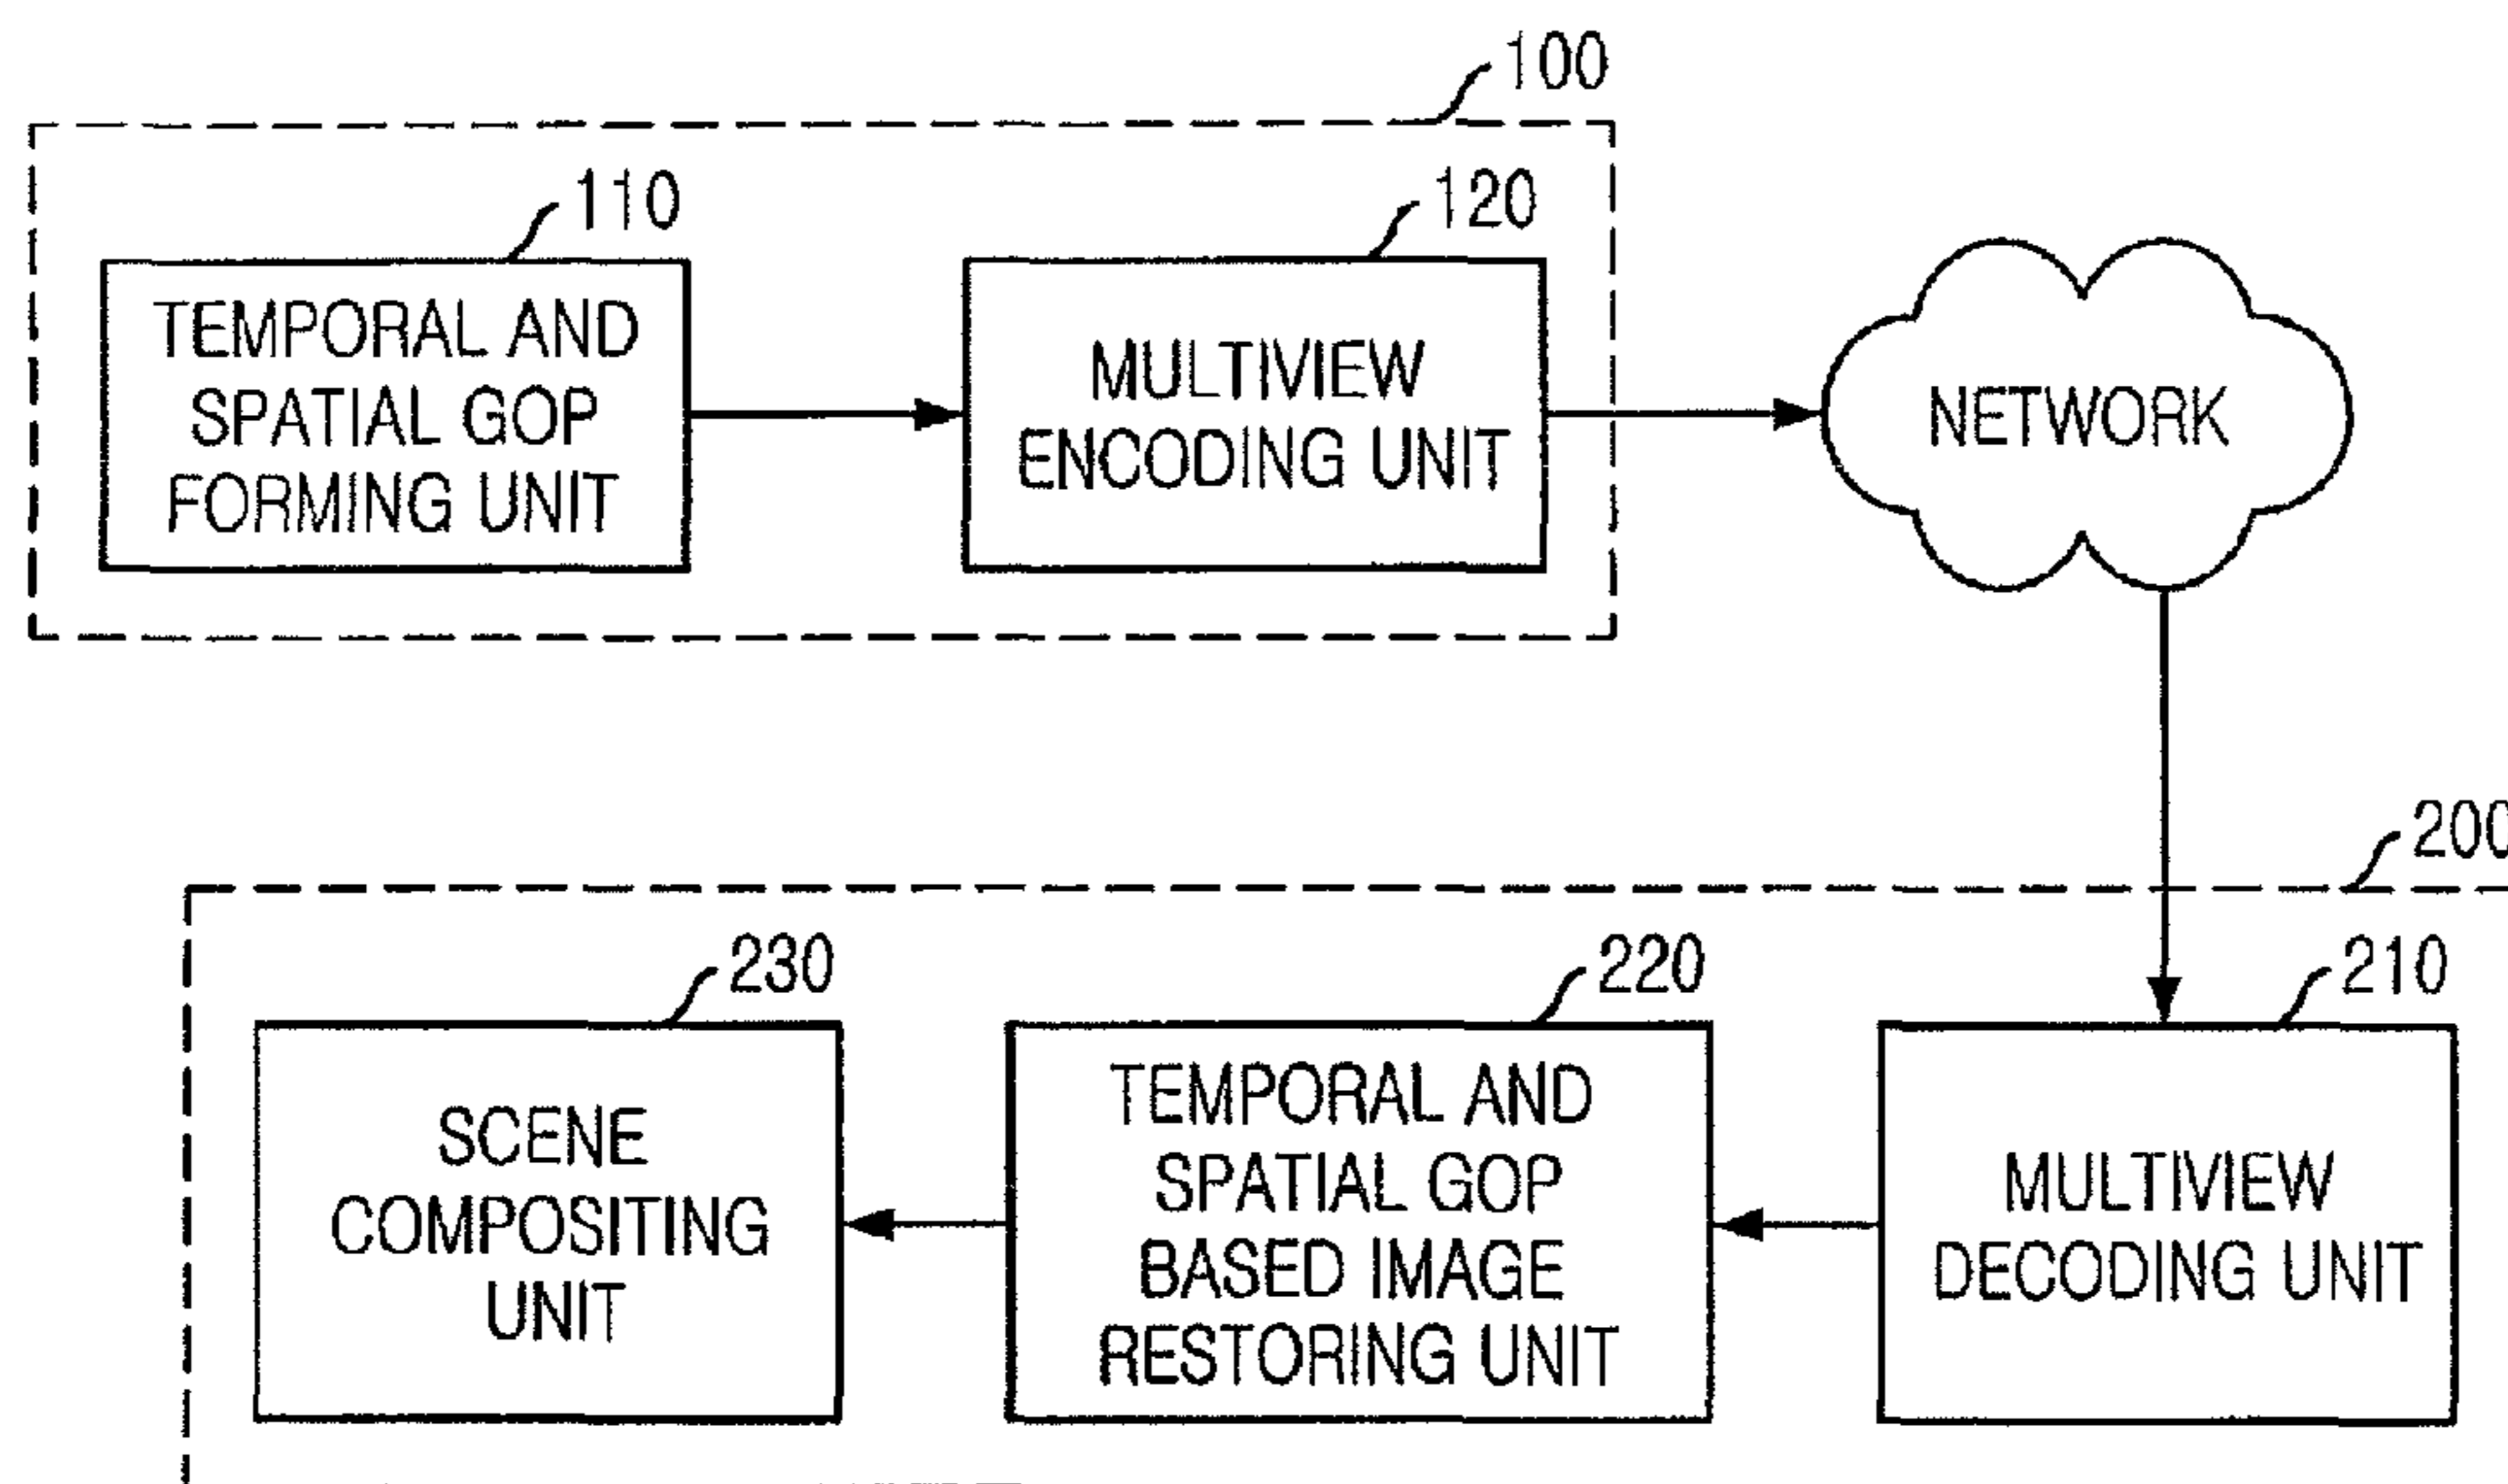 100
110
120
TEMPORAL AND
SPATIAL GOP
FORMING UNIT
MULTIVIEW
ENCODING UNIT
NETWORK
200
230
220
210
SCENE
COMPOSITING
UNIT
TEMPORAL AND
SPATIAL GOP
BASED IMAGE
RESTORING UNIT
MULTIVIEW
DECODING UNIT